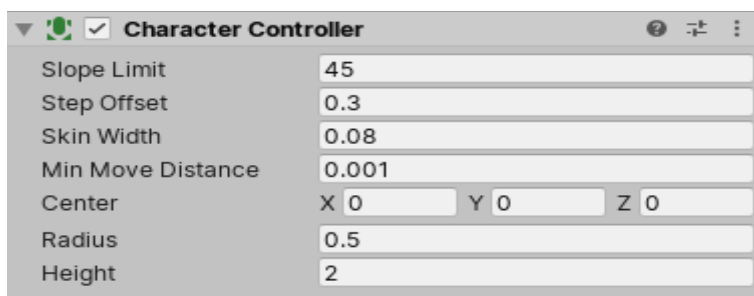 Character Controller
Slope Limit 45
Step Offset 0.3
Skin Width 0.08
Min Move Distance 0.001
Center X 0 Y 0 Z 0
Radius 0.5
Height 2